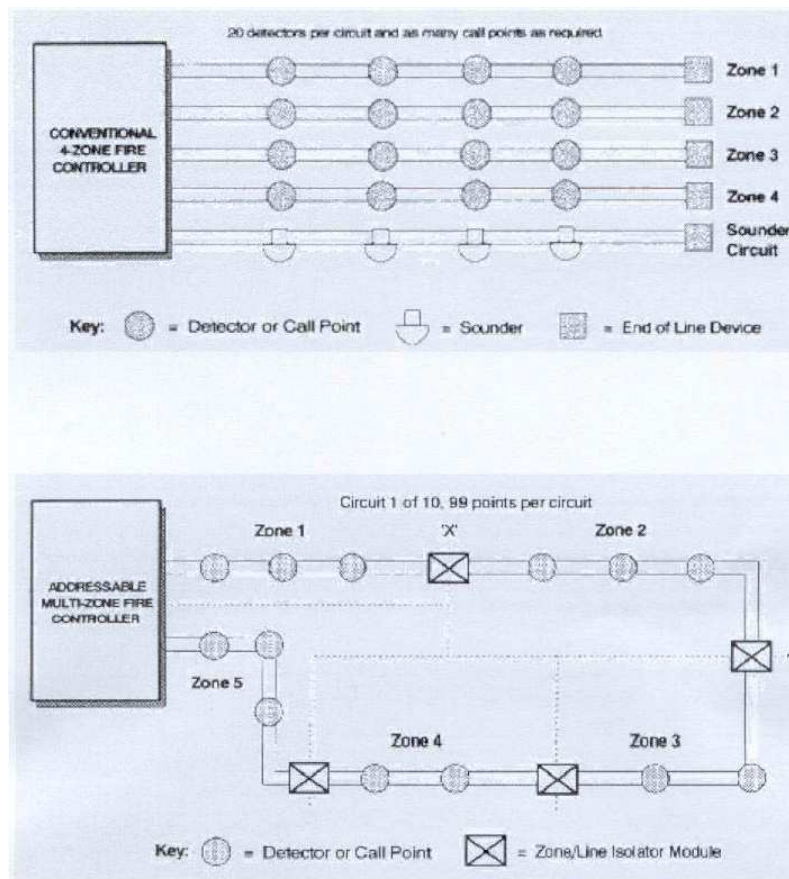 20 detectors per circuit and as many call points as required
CONVENTIONAL
4-ZONE FIRE
CONTROLLER
Zone 1
Zone 2
Zone 3
Zone 4
Sounder
Circuit
Key: = Detector or Call Point = Sounder = End of Line Device
Circuit 1 of 10, 99 points per circuit
Zone 1 'X' Zone 2
ADDRESSABLE
MULTI-ZONE FIRE
CONTROLLER
Zone 5
Zone 4 Zone 3
Key: = Detector or Call Point = Zone/Line Isolator Module